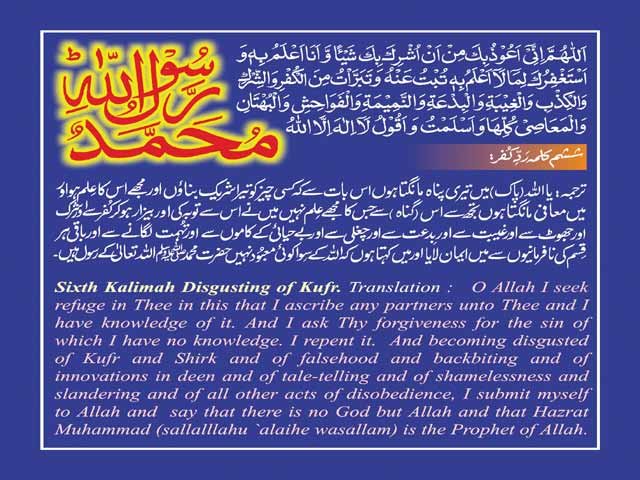 اَللّٰهُمَّ اِنِّیْٓ اَعُوْذُ بِكَ مِنْ اَنْ اُشْرِكَ بِكَ شَيْئًا وَّاَنَا اَعْلَمُ بِهٖ وَ
اَسْتَغْفِرُكَ لِمَا لَآ اَعْلَمُ بِهٖ تُبْتُ عَنْهُ وَتَبَرَّأْتُ مِنَ الْكُفْرِ وَالشِّرْكِ
وَالْكِذْبِ وَالْغِيْبَةِ وَالْبِدْعَةِ وَالنَّمِيْمَةِ وَالْفَوَاحِشِ وَالْبُهْتَانِ
وَالْمَعَاصِیْ كُلِّهَا وَاَسْلَمْتُ وَاَقُوْلُ لَآ اِلٰهَ اِلَّا اللّٰهُ
مُحَمَّدٌ رَّسُوْلُ اللّٰهِ ؕ
ششم کلمہ ردِّ کفر:
ترجمہ: یا اللہ (پاک) میں تیری پناہ مانگتا ہوں اس بات سے کہ کسی چیز کو تیرا شریک بناؤں اور مجھے اس کا علم ہو اور
میں معافی مانگتا ہوں تجھ سے اس (گناہ) سے جس کا مجھے علم نہیں میں نے اس سے توبہ کی اور بیزار ہوا کفر سے اور شرک
اور جھوٹ سے اور غیبت سے اور بدعت سے اور چغلی سے اور بے حیائی کے کاموں سے اور تہمت لگانے سے اور باقی ہر
قسم کی نافرمانیوں سے میں ایمان لایا اور میں کہتا ہوں کہ اللہ کے سوا کوئی معبود نہیں حضرت محمد ﷺ اللہ تعالیٰ کے رسول ہیں۔
Sixth Kalimah Disgusting of Kufr. Translation : O Allah I seek
refuge in Thee in this that I ascribe any partners unto Thee and I
have knowledge of it. And I ask Thy forgiveness for the sin of
which I have no knowledge. I repent it. And becoming disgusted
of Kufr and Shirk and of falsehood and backbiting and of
innovations in deen and of tale-telling and of shamelessness and
slandering and of all other acts of disobedience, I submit myself
to Allah and say that there is no God but Allah and that Hazrat
Muhammad (sallalllahu `alaihe wasallam) is the Prophet of Allah.